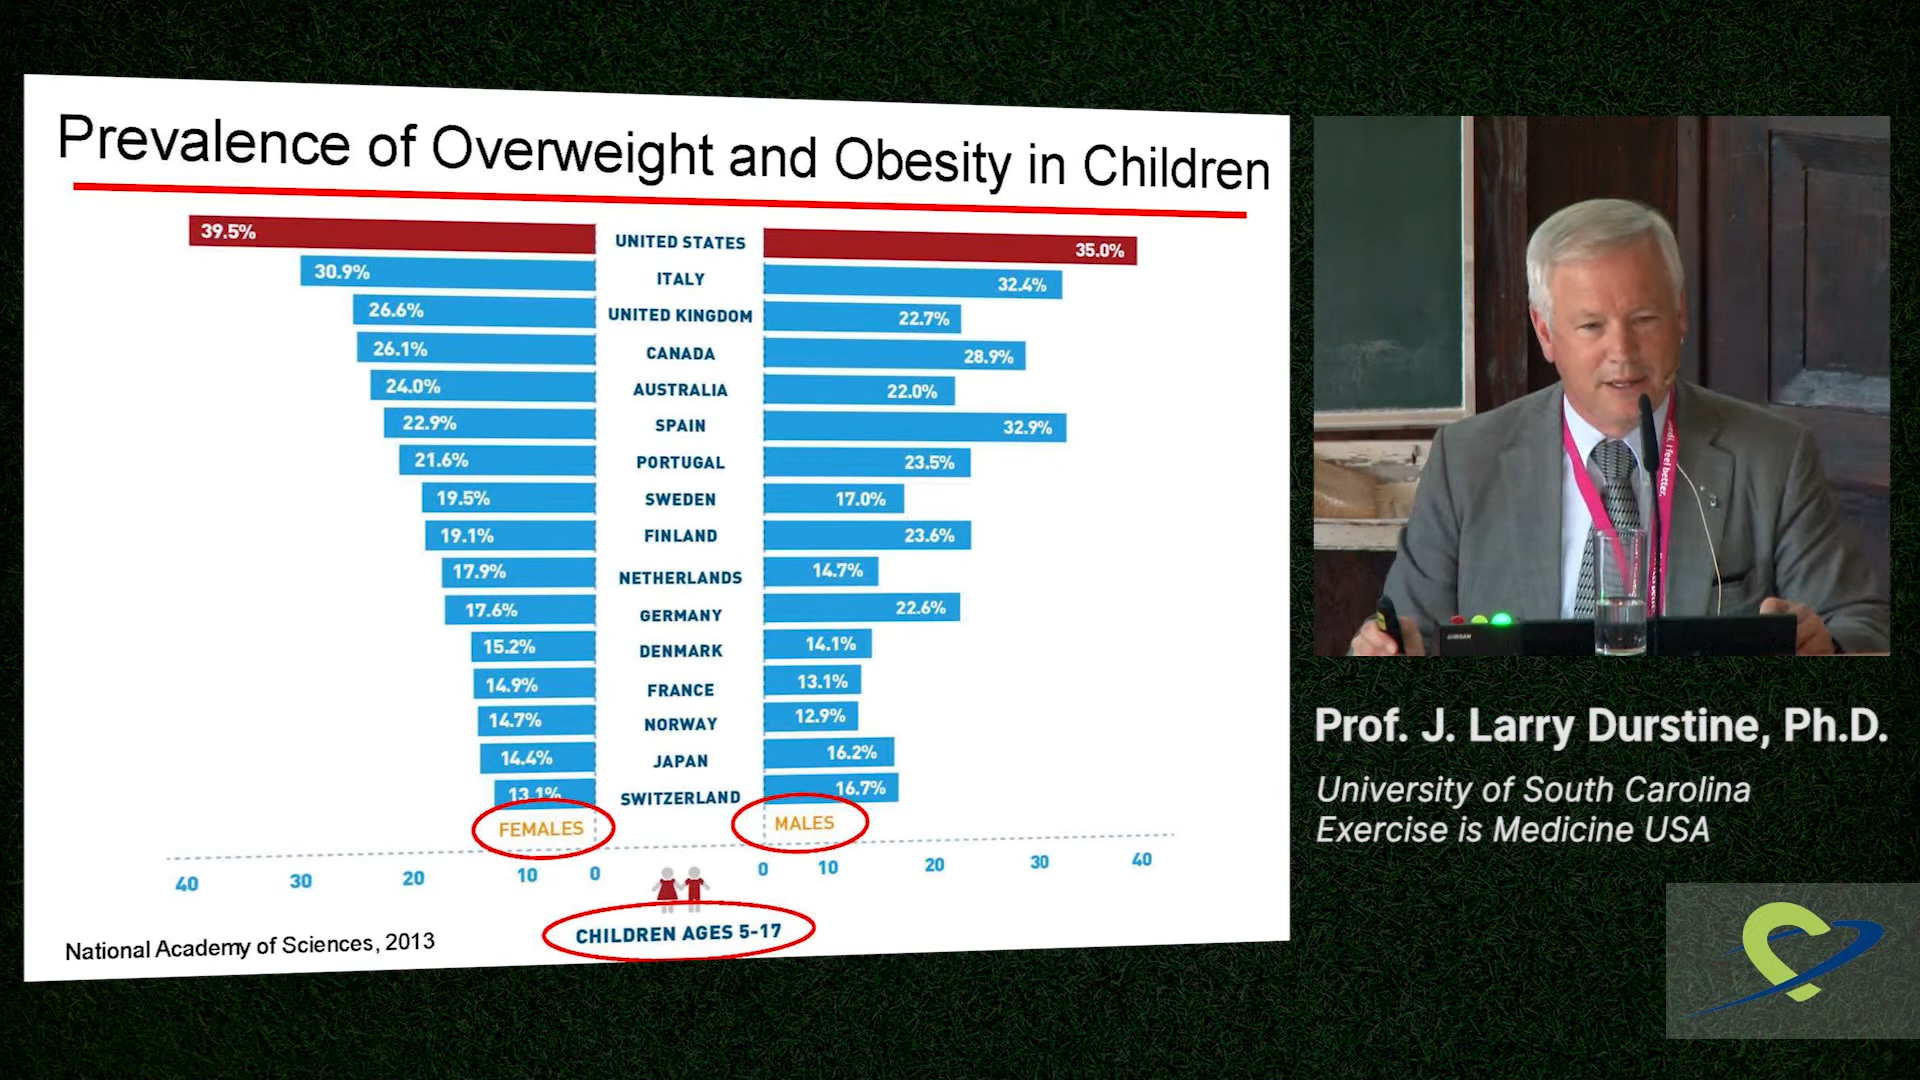 Prevalence of Overweight and Obesity in Children
39.5% UNITED STATES 35.0%
30.9% ITALY 32.4%
26.6% UNITED KINGDOM 22.7%
26.1% CANADA 28.9%
24.0% AUSTRALIA 22.0%
22.9% SPAIN 32.9%
21.6% PORTUGAL 23.5%
19.5% SWEDEN 17.0%
19.1% FINLAND 23.6%
17.9% NETHERLANDS 14.7%
17.6% GERMANY 22.6%
15.2% DENMARK 14.1%
14.9% FRANCE 13.1%
14.7% NORWAY 12.9%
14.4% JAPAN 16.2%
13.1% SWITZERLAND 16.7%
FEMALES MALES
40 30 20 10 0 0 10 20 30 40
CHILDREN AGES 5-17
National Academy of Sciences, 2013
feel better.
Prof. J. Larry Durstine, Ph.D.
University of South Carolina
Exercise is Medicine USA